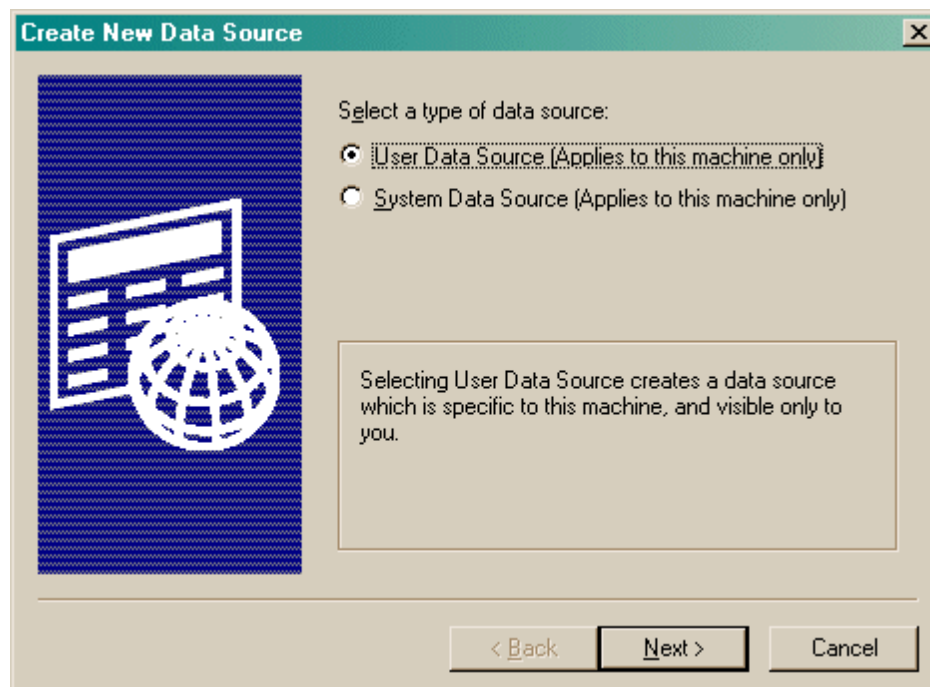 Create New Data Source
Select a type of data source:
User Data Source (Applies to this machine only)
System Data Source (Applies to this machine only)
Selecting User Data Source creates a data source
which is specific to this machine, and visible only to
you.
< Back
Next >
Cancel